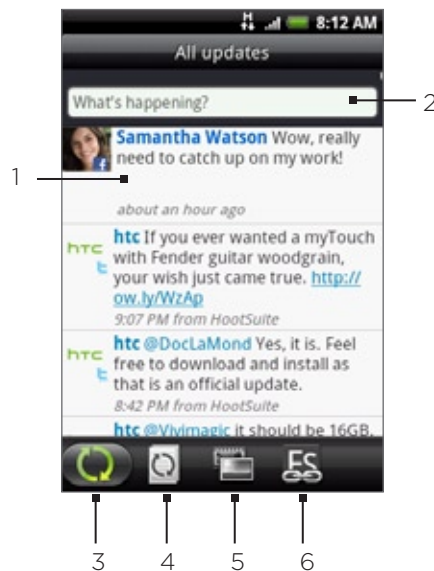 8:12 AM
All updates
What's happening?
2
Samantha Watson Wow, really
need to catch up on my work!
1
about an hour ago
htc If you ever wanted a myTouch
with Fender guitar woodgrain,
your wish just came true. http://
ow.ly/WzAp
9:07 PM from HootSuite
htc @DocLaMond Yes, it is. Feel
free to download and install as
that is an official update.
8:42 PM from HootSuite
htc @Vivimagic it should be 16GB.
3 4 5 6